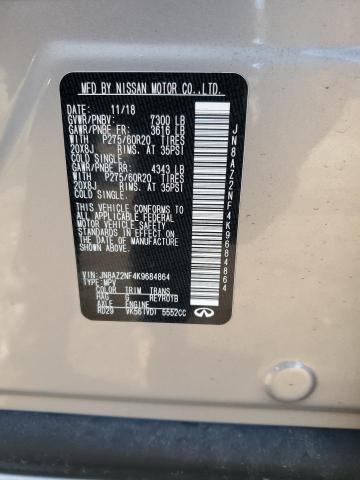 MFD BY NISSAN MOTOR CO.,LTD.
DATE: 11/18
GVWR/PNBV: 7300 LB
GAWR/PNBE FR: 3616 LB
WITH P275/60R20 TIRES
20X8J RIMS, AT 35PSI
COLD SINGLE
GAWR/PNBE RR: 4343 LB
WITH P275/60R20 TIRES
20X8J RIMS, AT 35PSI
COLD SINGLE
THIS VEHICLE CONFORMS TO
ALL APPLICABLE FEDERAL
MOTOR VEHICLE SAFETY
STANDARDS IN EFFECT ON
THE DATE OF MANUFACTURE
SHOWN ABOVE.
VIN: JN8AZ2NF4K9684864
TYPE: MPV
COLOR TRIM TRANS
HAG G RE7R01B
AXLE ENGINE
RD29 VK56(VD) 5552CC
INFINITI
JN8AZ2NF4K9684864